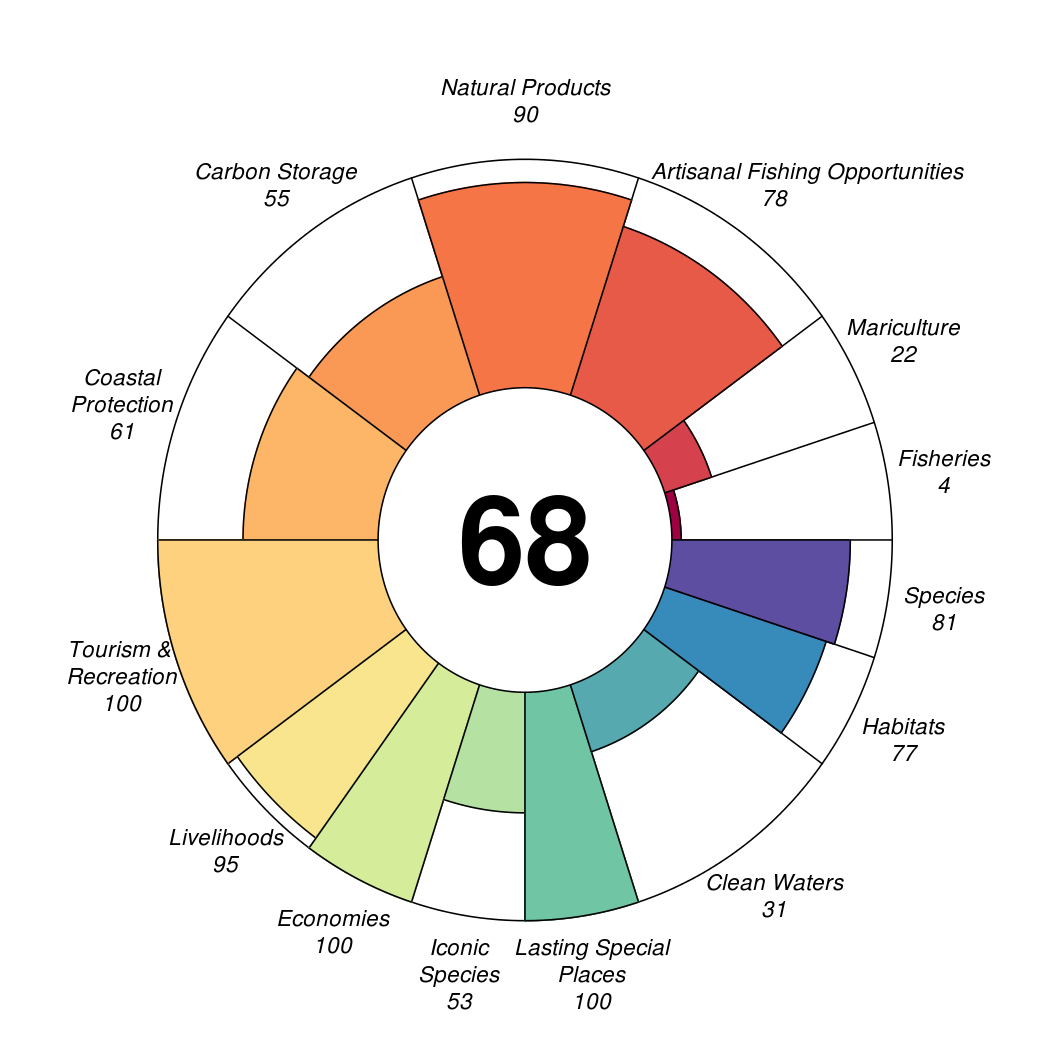 Natural Products
90
Artisanal Fishing Opportunities
78
Mariculture
22
Fisheries
4
Species
81
Habitats
77
Clean Waters
31
Lasting Special
Places
100
Iconic
Species
53
Economies
100
Livelihoods
95
Tourism &
Recreation
100
Coastal
Protection
61
Carbon Storage
55
68